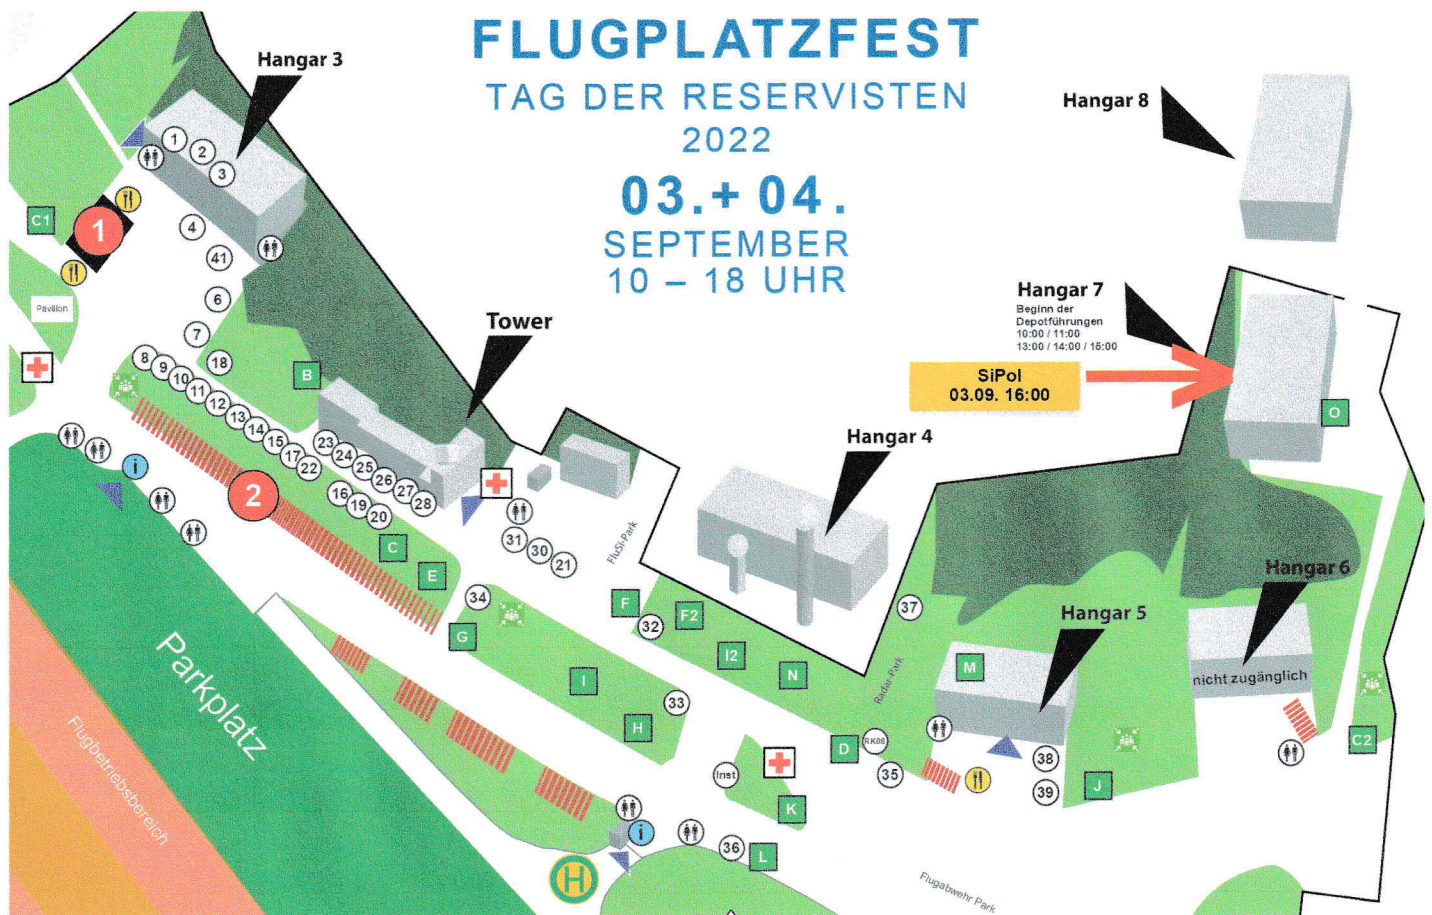 FLUGPLATZFEST
TAG DER RESERVISTEN
2022
03.+ 04.
SEPTEMBER
10 – 18 UHR
Hangar 3
Hangar 8
1
2
3
C1
1
4
41
6
Pavillon
7
18
8
9
10
11
12
13
14
15
17
22
B
Tower
23
24
25
26
27
28
16
19
20
2
i
C
E
31
30
21
FluSi-Park
Hangar 7
Beginn der
Depotführungen
10:00 / 11:00
13:00 / 14:00 / 15:00
SiPol
03.09. 16:00
O
Hangar 4
Hangar 6
nicht zugänglich
Hangar 5
37
34
G
F
32
F2
I2
N
I
H
33
Radar-Park
M
D
RK08
35
38
39
J
C2
Inst
K
i
36
L
H
Parkplatz
Flugbetriebsbereich
Flugabwehr Park